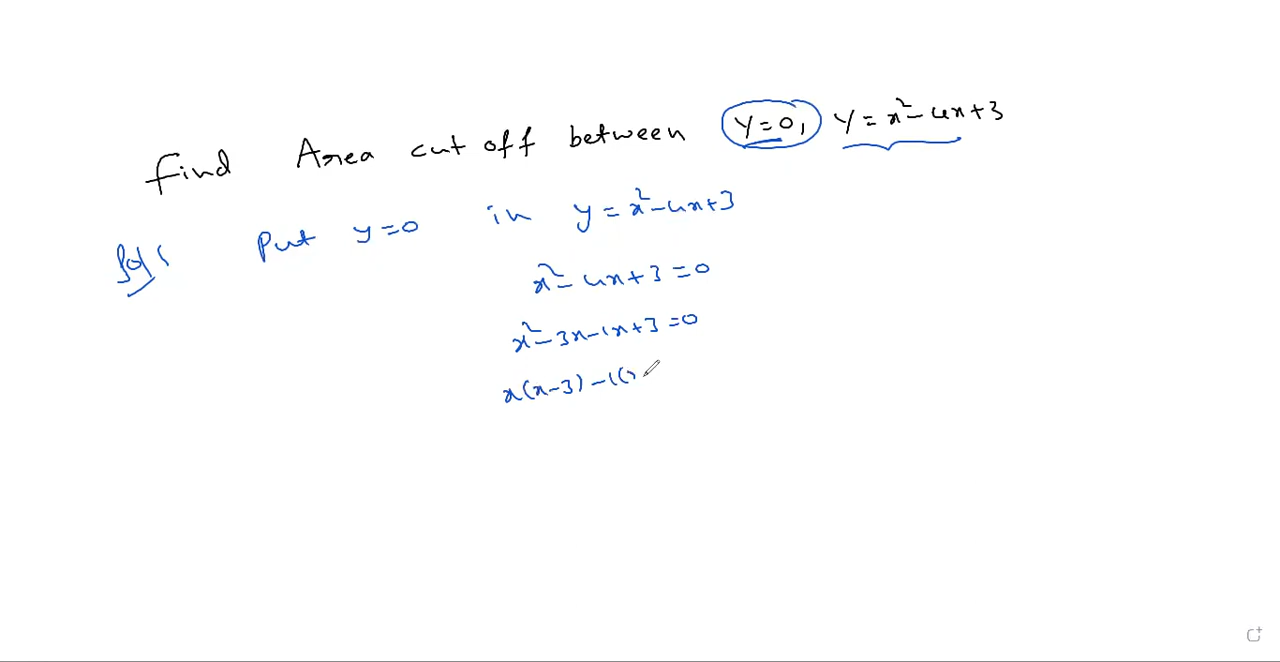 Find Area cut off between y=0, y=x²-4x+3
Sol: Put y=0 in y=x²-4x+3
x²-4x+3=0
x²-3x-1x+3=0
x(x-3)-1(